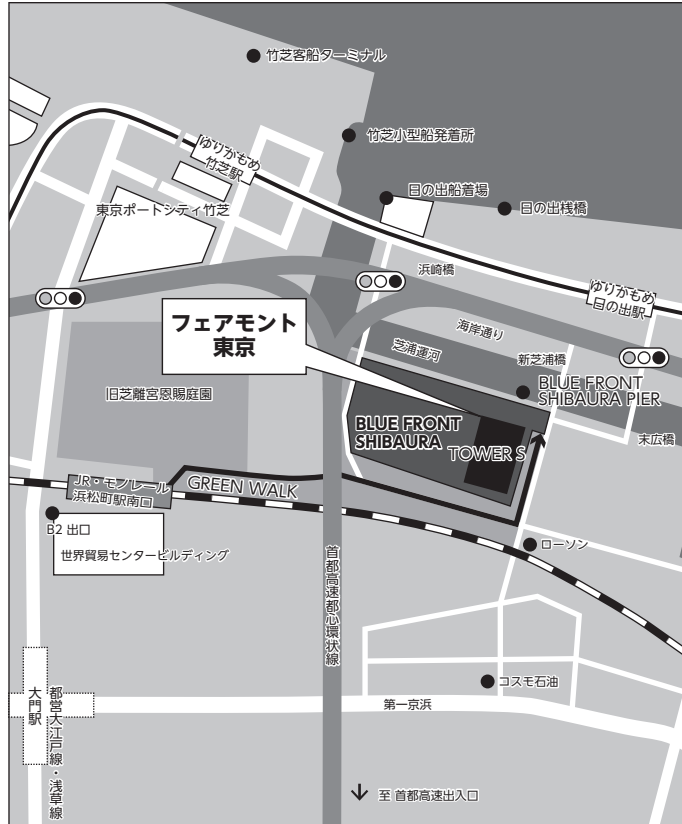 竹芝客船ターミナル
竹芝小型船発着所
ゆりかもめ
竹芝駅
日の出船着場
日の出桟橋
東京ポートシティ竹芝
浜崎橋
ゆりかもめ
日の出駅
フェアモント
東京
海岸通り
芝浦運河
新芝浦橋
旧芝離宮恩賜庭園
BLUE FRONT
SHIBAURA PIER
BLUE FRONT
SHIBAURA
TOWER S
末広橋
JR・モノレール
浜松町駅南口
GREEN WALK
B2 出口
世界貿易センタービルディング
ローソン
首都高速都心環状線
コスモ石油
大門駅
都営大江戸線・浅草線
第一京浜
至 首都高速出入口